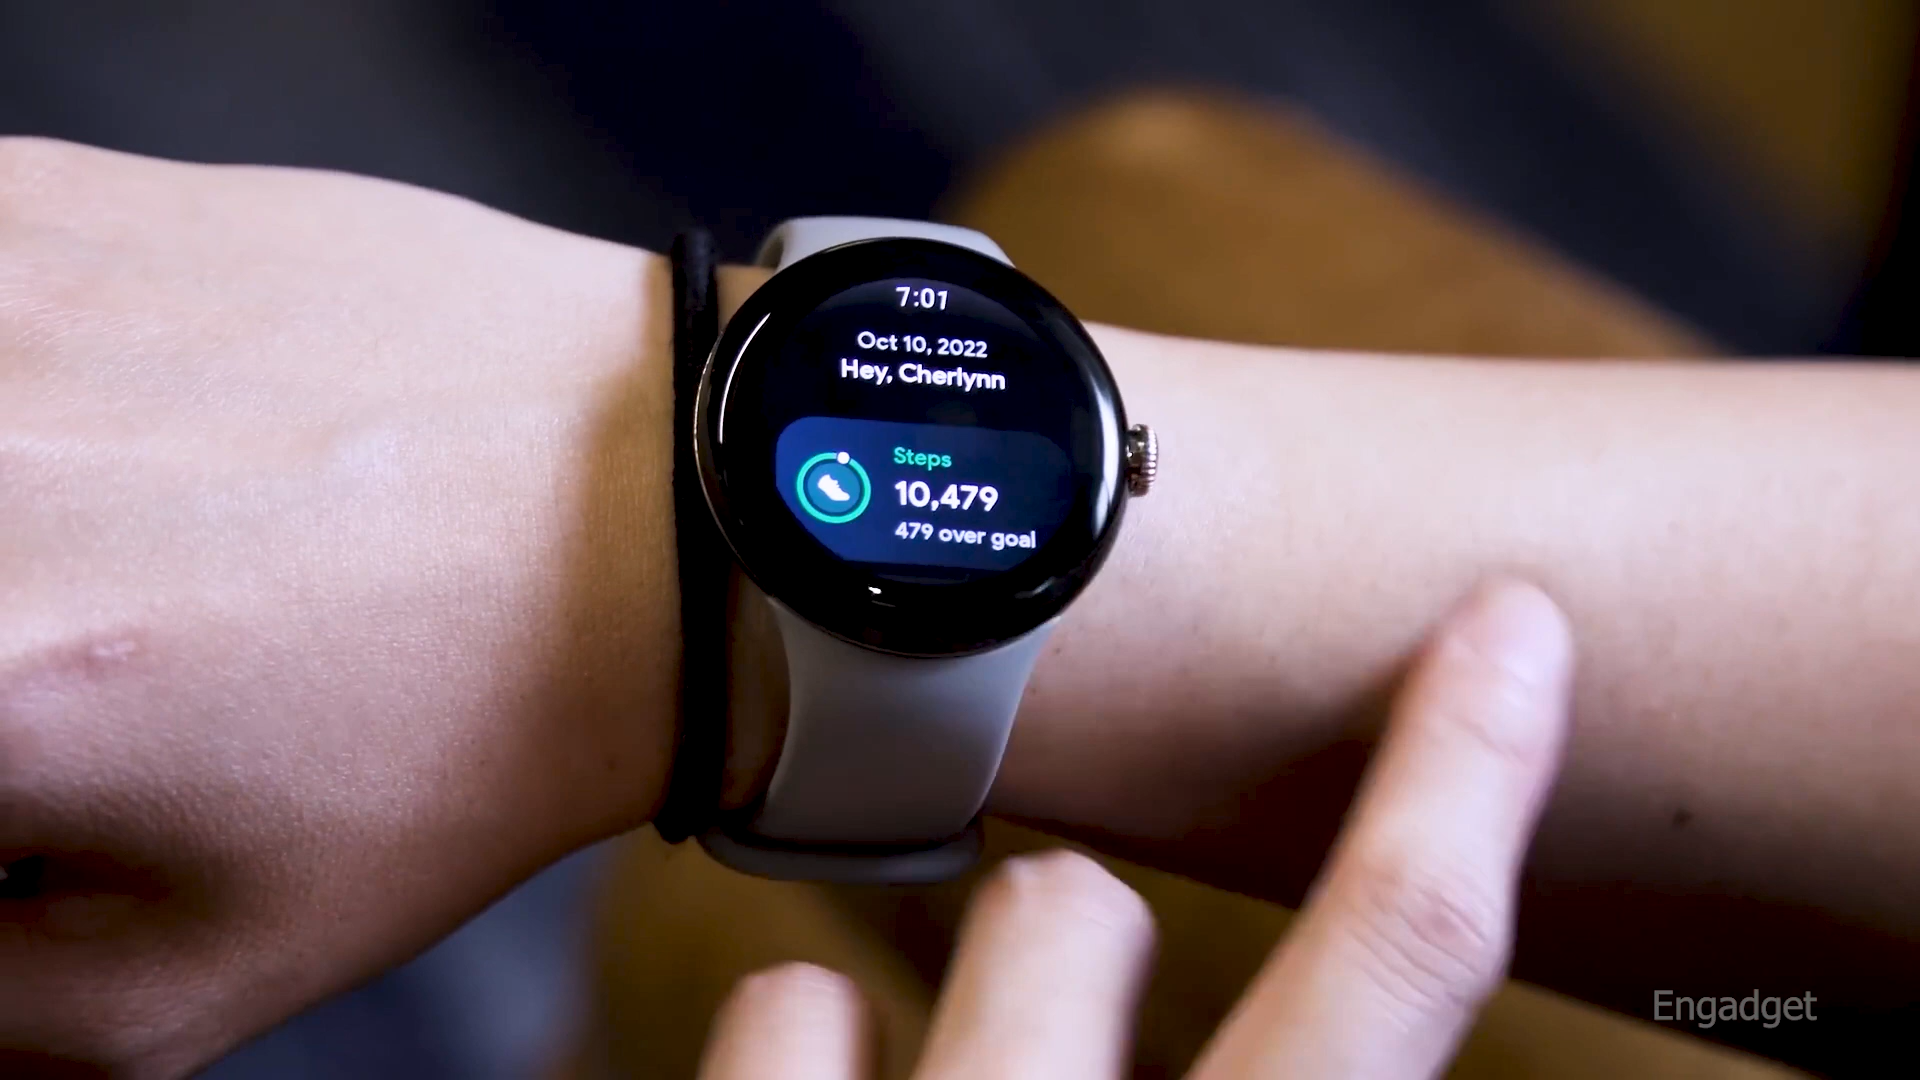 7:01
Oct 10, 2022
Hey, Cherlynn
Steps
10,479
479 over goal
Engadget